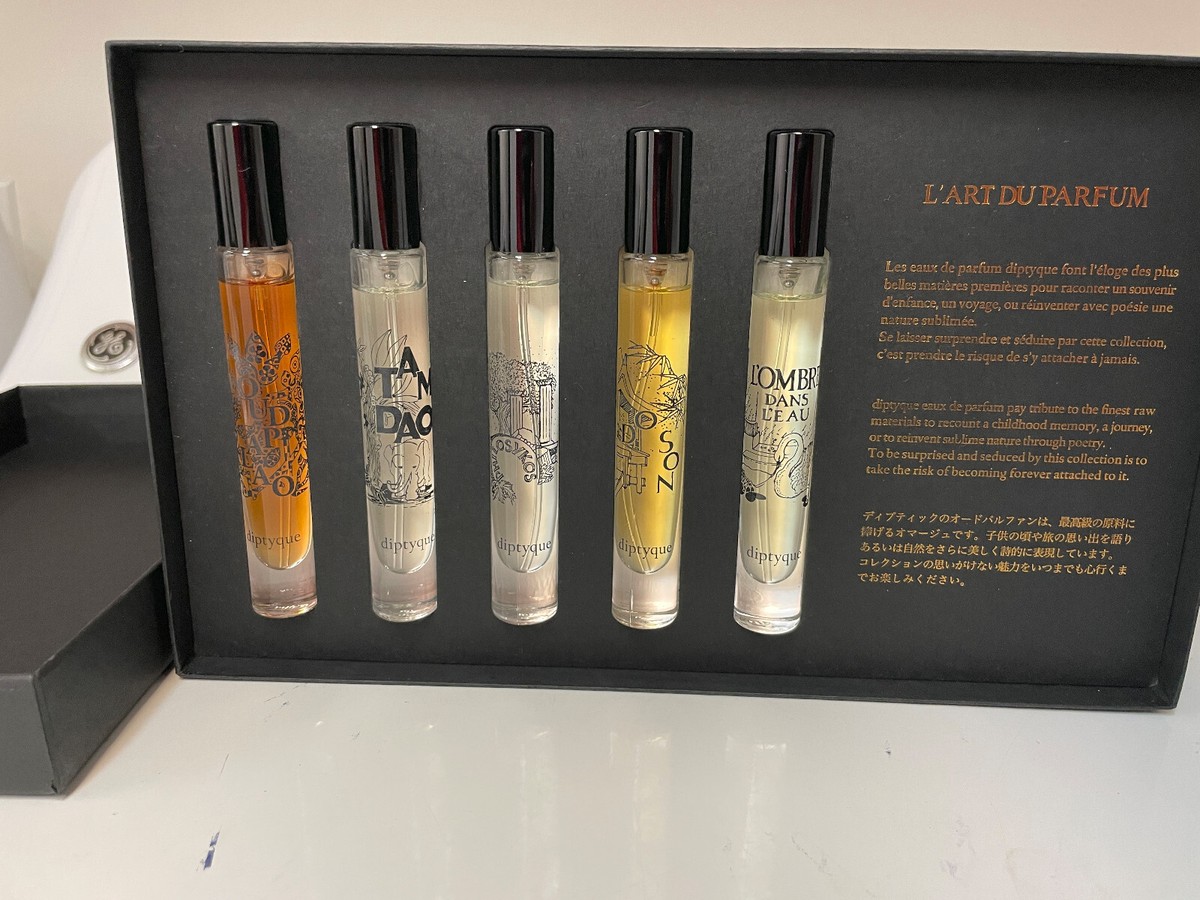 TAM
DAO
diptyque
OSYKOS
diptyque
DO
SON
diptyque
L'OMBRE
DANS
L'EAU
diptyque
diptyque
GE
L'ART DU PARFUM
Les eaux de parfum diptyque font l'éloge des plus
belles matières premières pour raconter un souvenir
d'enfance, un voyage, ou réinventer avec poésie une
nature sublimée.
Se laisser surprendre et séduire par cette collection,
c'est prendre le risque de s'y attacher à jamais.
diptyque eaux de parfum pay tribute to the finest raw
materials to recount a childhood memory, a journey,
or to reinvent sublime nature through poetry.
To be surprised and seduced by this collection is to
take the risk of becoming forever attached to it.
ディプティックのオードパルファンは、最高級の原料に
捧げるオマージュです。子供の頃や旅の思い出を語り
あるいは自然をさらに美しく詩的に表現しています。
コレクションの思いがけない魅力をいつまでも心行くま
でお楽しみください。